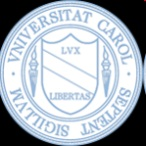 SIGILLVM · VNIVERSITAT CAROL · SEPTENT
LVX
LIBERTAS